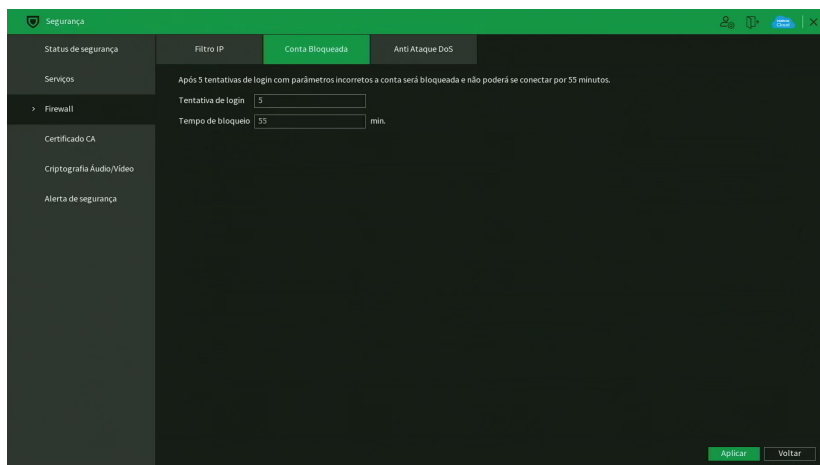 Segurança
Cloud
Status de segurança
Serviços
Firewall
Certificado CA
Criptografia Áudio/Vídeo
Alerta de segurança
Filtro IP
Conta Bloqueada
Anti Ataque DoS
Após 5 tentativas de login com parâmetros incorretos a conta será bloqueada e não poderá se conectar por 55 minutos.
Tentativa de login 5
Tempo de bloqueio 55 min.
Aplicar
Voltar